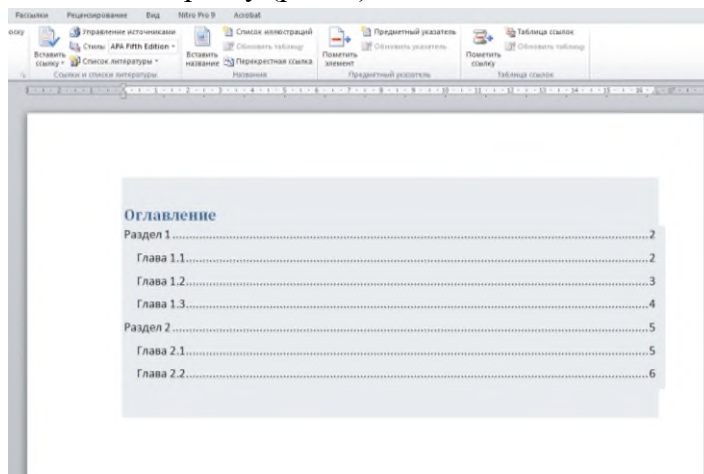 Рассылки Рецензирование Вид Nitro Pro 9 Acrobat
Вставить ссылку
Управление источниками
Стиль: APA Fifth Edition
Список литературы
Ссылки и списки литературы
Вставить название
Список иллюстраций
Обновить таблицу
Перекрестная ссылка
Названия
Пометить элемент
Предметный указатель
Обновить указатель
Предметный указатель
Пометить ссылку
Таблица ссылок
Обновить таблицу
Таблица ссылок
Оглавление
Раздел 1 2
Глава 1.1 2
Глава 1.2 3
Глава 1.3 4
Раздел 2 5
Глава 2.1 5
Глава 2.2 6